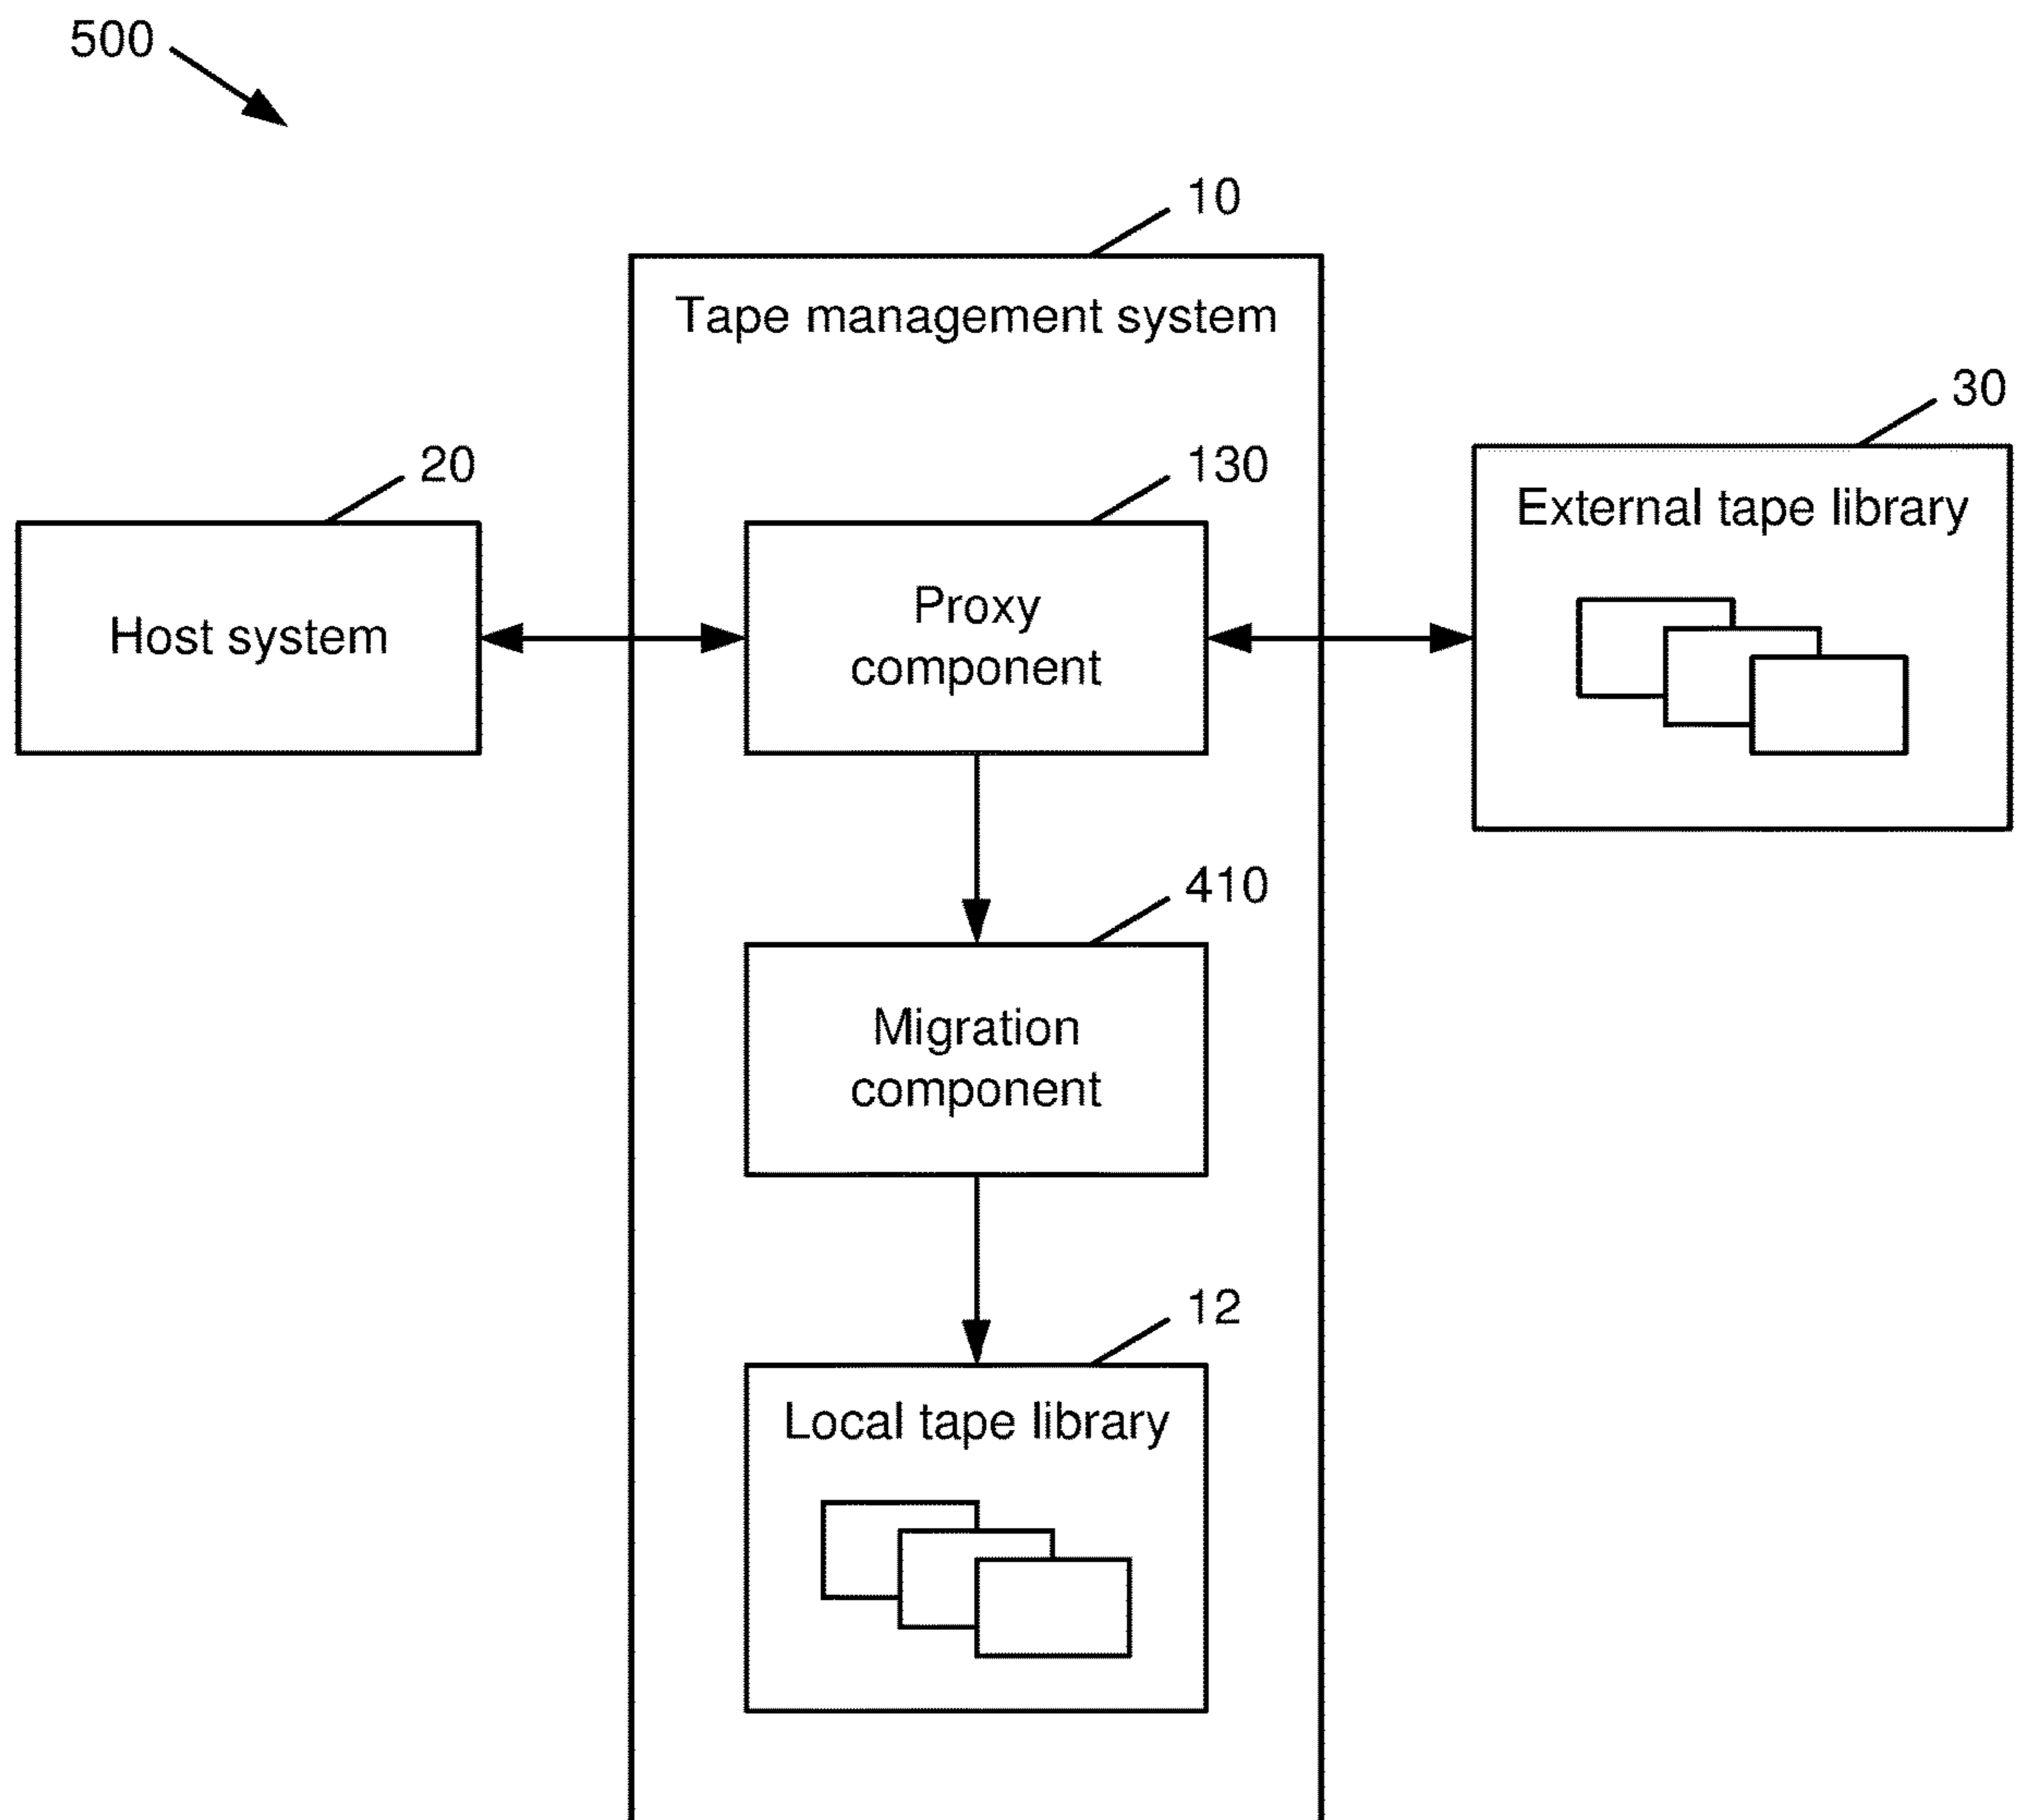 500
10
Tape management system
30
External tape library
20
Host system
130
Proxy
component
410
Migration
component
12
Local tape library